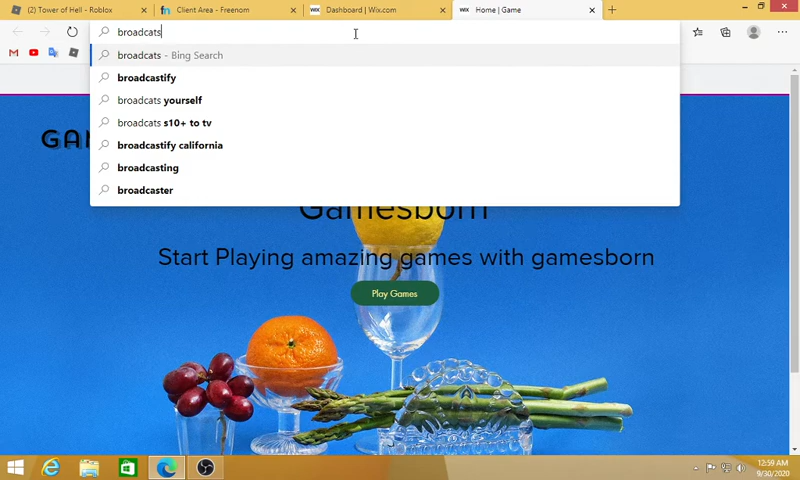 (2) Tower of Hell - Roblox
Client Area - Freenom
Dashboard | Wix.com
Home | Game
broadcats
broadcats - Bing Search
broadcastify
broadcats yourself
broadcats s10+ to tv
broadcastify california
broadcasting
broadcaster
Gamesborn
Start Playing amazing games with gamesborn
Play Games
12:59 AM
9/30/2020